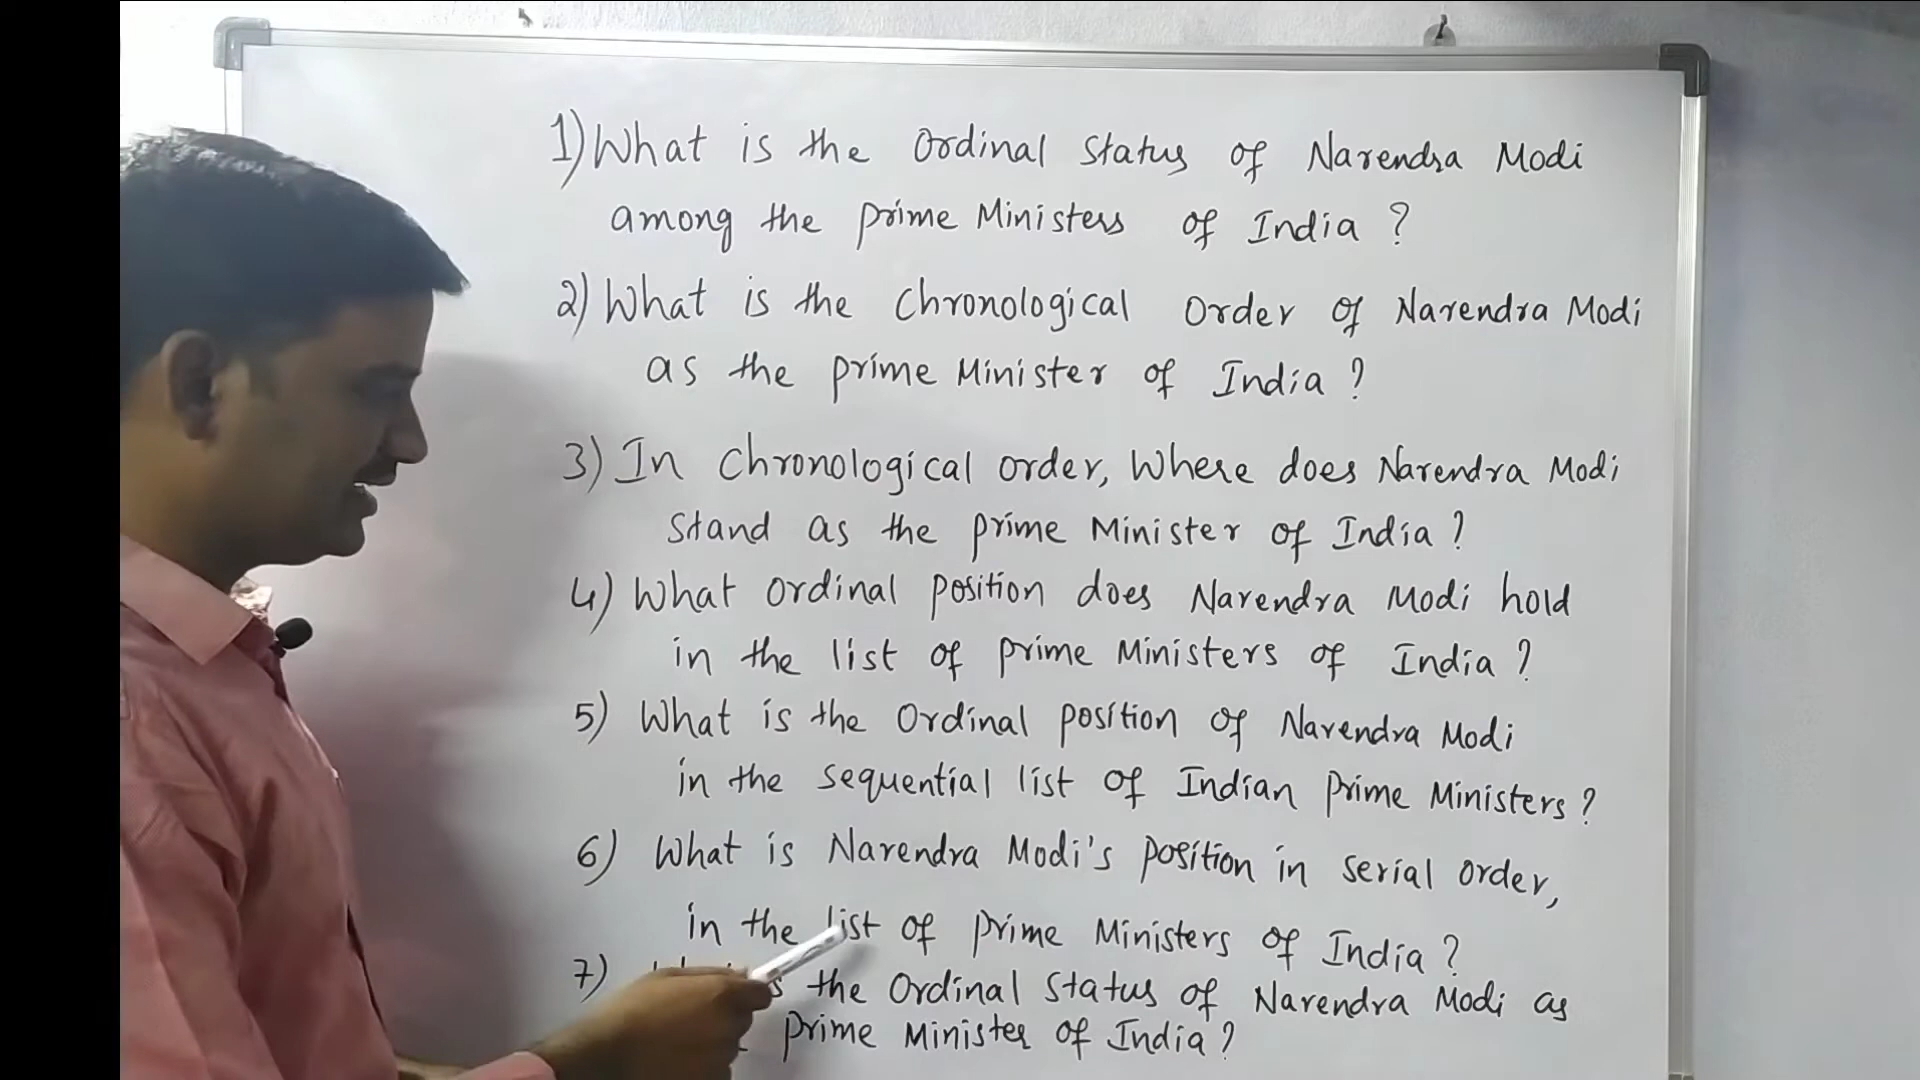 1) What is the Ordinal Status of Narendra Modi
among the Prime Ministers of India ?
2) What is the Chronological Order of Narendra Modi
as the Prime Minister of India ?
3) In Chronological order, Where does Narendra Modi
Stand as the Prime Minister of India ?
4) What ordinal position does Narendra Modi hold
in the list of Prime Ministers of India ?
5) What is the Ordinal position of Narendra Modi
in the sequential list of Indian Prime Ministers ?
6) What is Narendra Modi's position in serial order,
in the list of Prime Ministers of India ?
7) the Ordinal Status of Narendra Modi as
Prime Minister of India ?